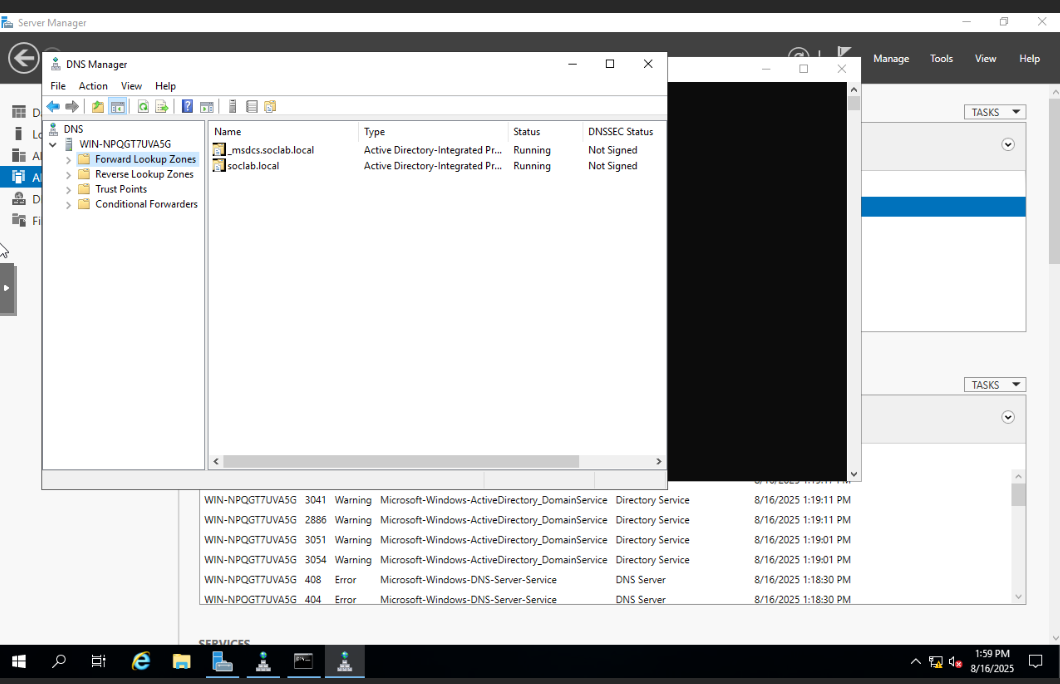 Server Manager
Manage Tools View Help
DNS Manager
File Action View Help
DNS
WIN-NPQGT7UVA5G
Forward Lookup Zones
Reverse Lookup Zones
Trust Points
Conditional Forwarders
Name Type Status DNSSEC Status
_msdcs.soclab.local Active Directory-Integrated Pr... Running Not Signed
soclab.local Active Directory-Integrated Pr... Running Not Signed
TASKS
TASKS
WIN-NPQGT7UVA5G 3041 Warning Microsoft-Windows-ActiveDirectory_DomainService Directory Service 8/16/2025 1:19:11 PM
WIN-NPQGT7UVA5G 2886 Warning Microsoft-Windows-ActiveDirectory_DomainService Directory Service 8/16/2025 1:19:11 PM
WIN-NPQGT7UVA5G 3051 Warning Microsoft-Windows-ActiveDirectory_DomainService Directory Service 8/16/2025 1:19:01 PM
WIN-NPQGT7UVA5G 3054 Warning Microsoft-Windows-ActiveDirectory_DomainService Directory Service 8/16/2025 1:19:01 PM
WIN-NPQGT7UVA5G 408 Error Microsoft-Windows-DNS-Server-Service DNS Server 8/16/2025 1:18:30 PM
WIN-NPQGT7UVA5G 404 Error Microsoft-Windows-DNS-Server-Service DNS Server 8/16/2025 1:18:30 PM
SERVICES
1:59 PM
8/16/2025